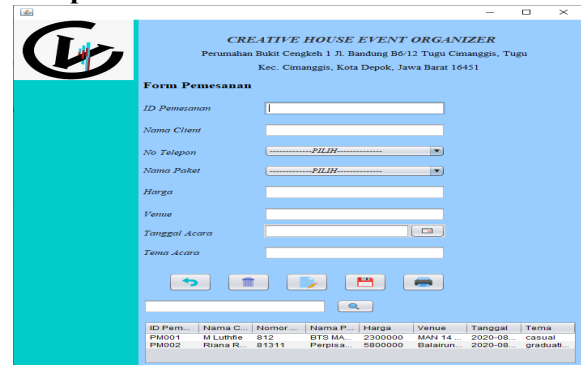 CREATIVE HOUSE EVENT ORGANIZER
Perumahan Bukit Cengkeh 1 Jl. Bandung B6/12 Tugu Cimanggis, Tugu
Kec. Cimanggis, Kota Depok, Jawa Barat 16451
Form Pemesanan
ID Pemesanan
Nama Client
No Telepon -------------PILIH-------------
Nama Paket -------------PILIH-------------
Harga
Venue
Tanggal Acara
Tema Acara
ID Pem... Nama C... Nomor ... Nama P... Harga Venue Tanggal Tema
PM001 M Luthfie 812 BTS MA... 2300000 MAN 14 ... 2020-08... casual
PM002 Riana R... 81311 Perpisa... 5800000 Balairun... 2020-08... graduati...